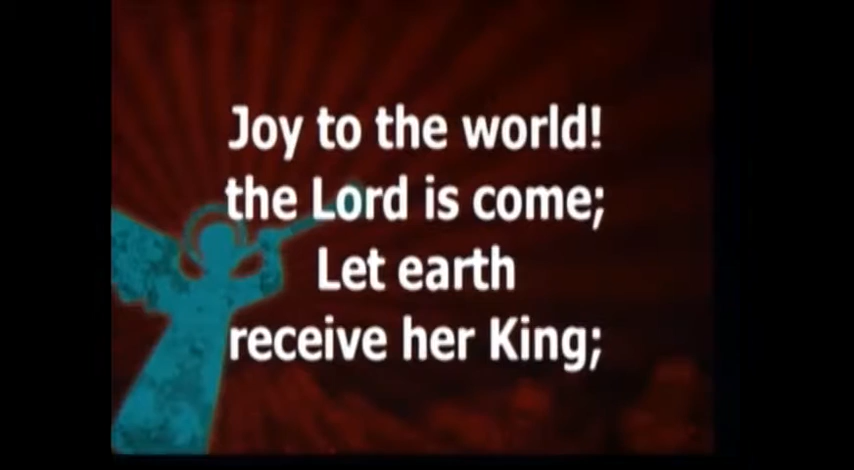 Joy to the world!
the Lord is come;
Let earth
receive her King;